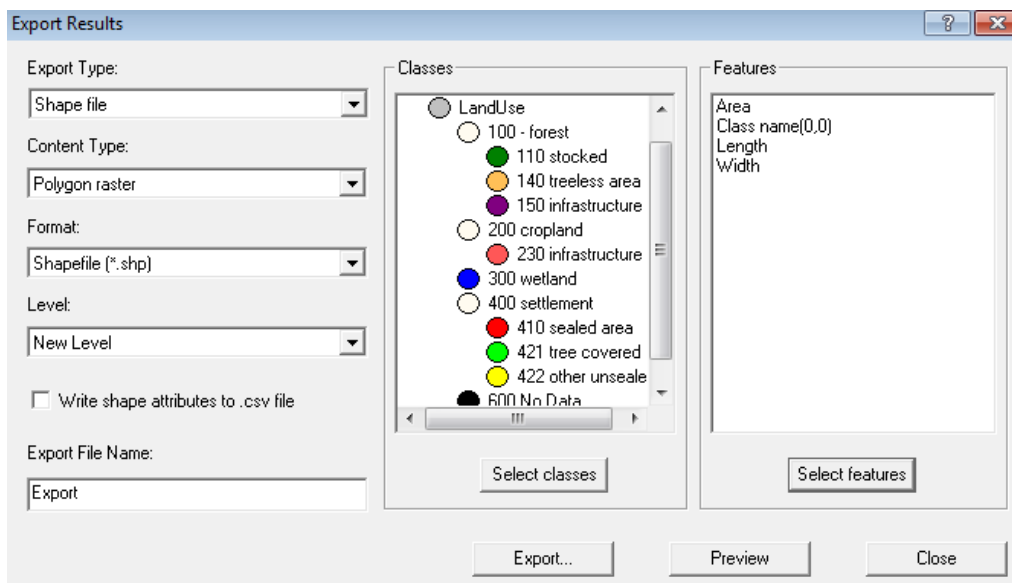 Export Results
Export Type:
Shape file
Content Type:
Polygon raster
Format:
Shapefile (*.shp)
Level:
New Level
Write shape attributes to .csv file
Export File Name:
Export
Classes
LandUse
100 - forest
110 stocked
140 treeless area
150 infrastructure
200 cropland
230 infrastructure
300 wetland
400 settlement
410 sealed area
421 tree covered
422 other unseale
600 No Data
Select classes
Features
Area
Class name(0,0)
Length
Width
Select features
Export...
Preview
Close